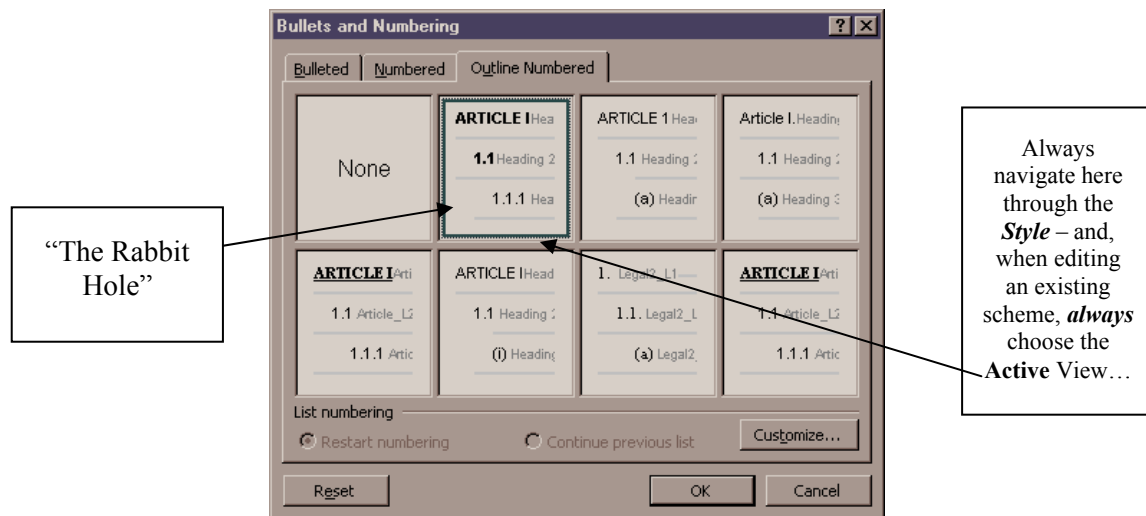 Bullets and Numbering
Bulleted Numbered Outline Numbered
None
ARTICLE I Hea
1.1 Heading 2
1.1.1 Hea
ARTICLE 1 Hea
1.1 Heading 2
(a) Headin
Article I. Heading
1.1 Heading 2
(a) Heading 3
ARTICLE I Arti
1.1 Article_L2
1.1.1 Artic
ARTICLE I Head
1.1 Heading 2
(i) Heading
1. Legal2_L1
1.1. Legal2_L
(a) Legal2_
ARTICLE I Arti
1.1 Article_L2
1.1.1 Artic
List numbering
Restart numbering
Continue previous list
Customize...
Reset
OK
Cancel
“The Rabbit
Hole”
Always
navigate here
through the
Style – and,
when editing
an existing
scheme, always
choose the
Active View…